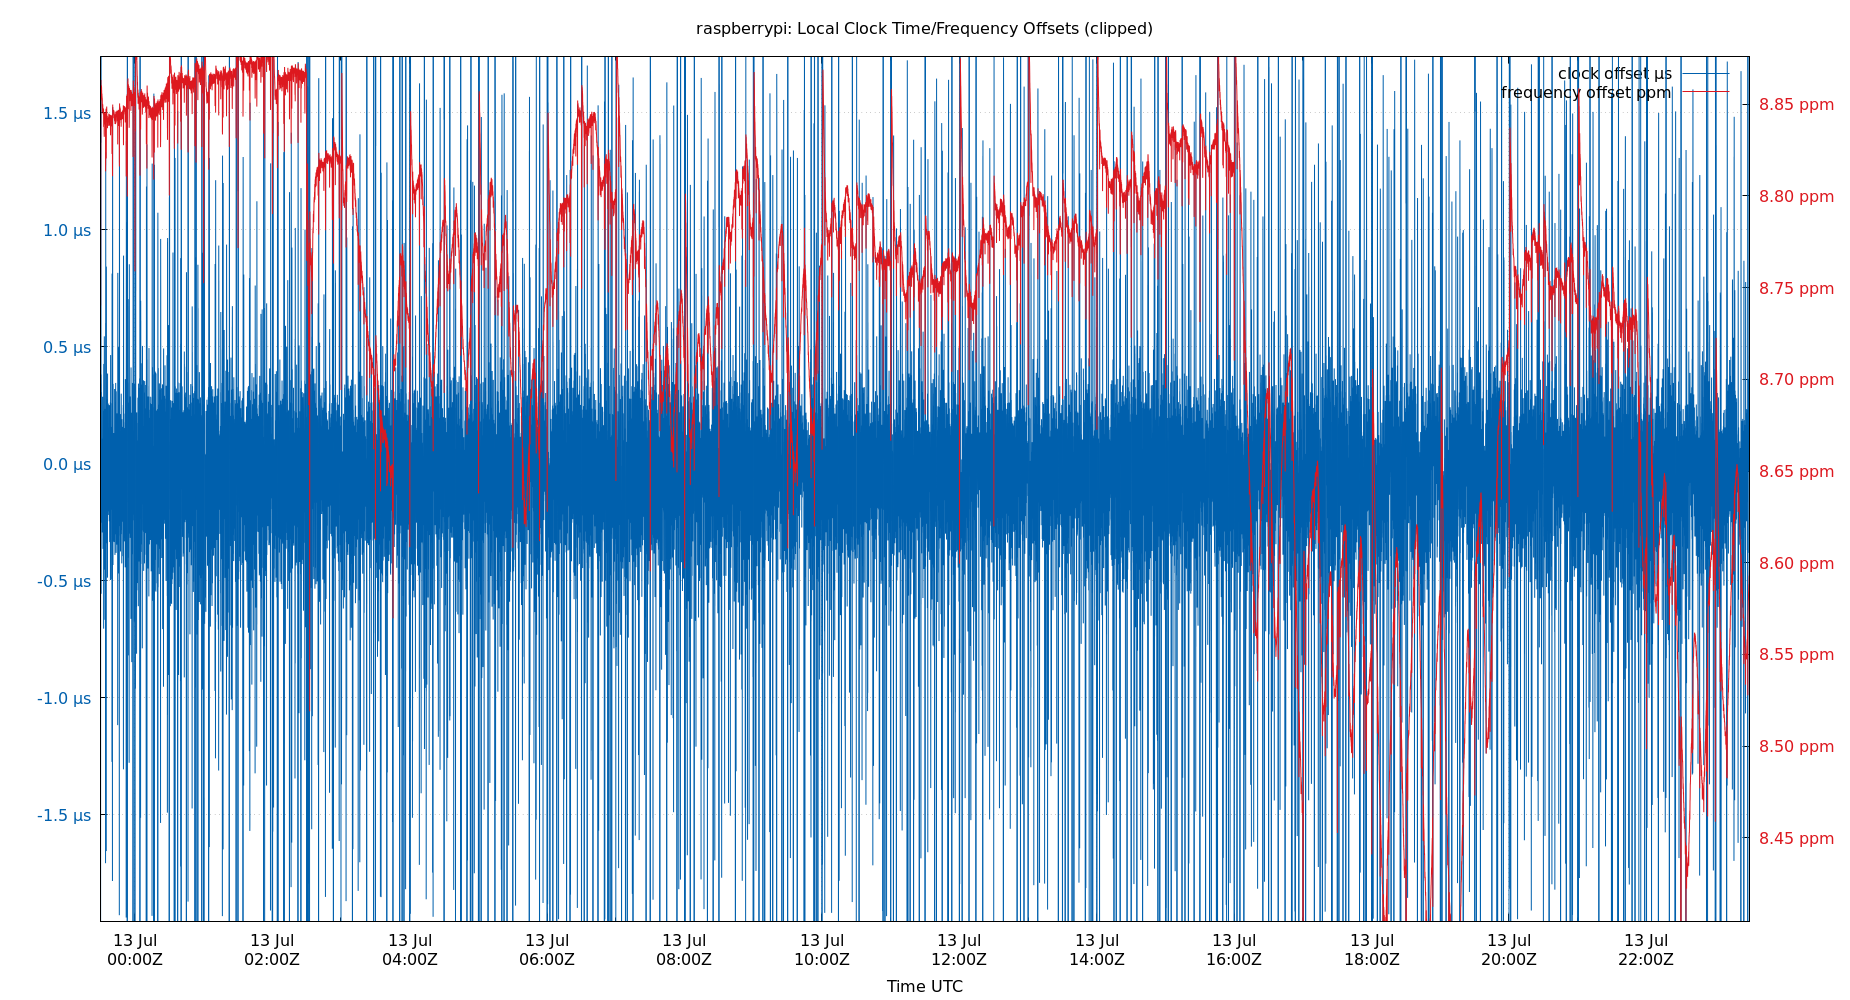 raspberrypi: Local Clock Time/Frequency Offsets (clipped)
clock offset µs
frequency offset ppm
1.5 µs
1.0 µs
0.5 µs
0.0 µs
-0.5 µs
-1.0 µs
-1.5 µs
8.85 ppm
8.80 ppm
8.75 ppm
8.70 ppm
8.65 ppm
8.60 ppm
8.55 ppm
8.50 ppm
8.45 ppm
13 Jul 13 Jul 13 Jul 13 Jul 13 Jul 13 Jul 13 Jul 13 Jul 13 Jul 13 Jul 13 Jul 13 Jul
00:00Z 02:00Z 04:00Z 06:00Z 08:00Z 10:00Z 12:00Z 14:00Z 16:00Z 18:00Z 20:00Z 22:00Z
Time UTC